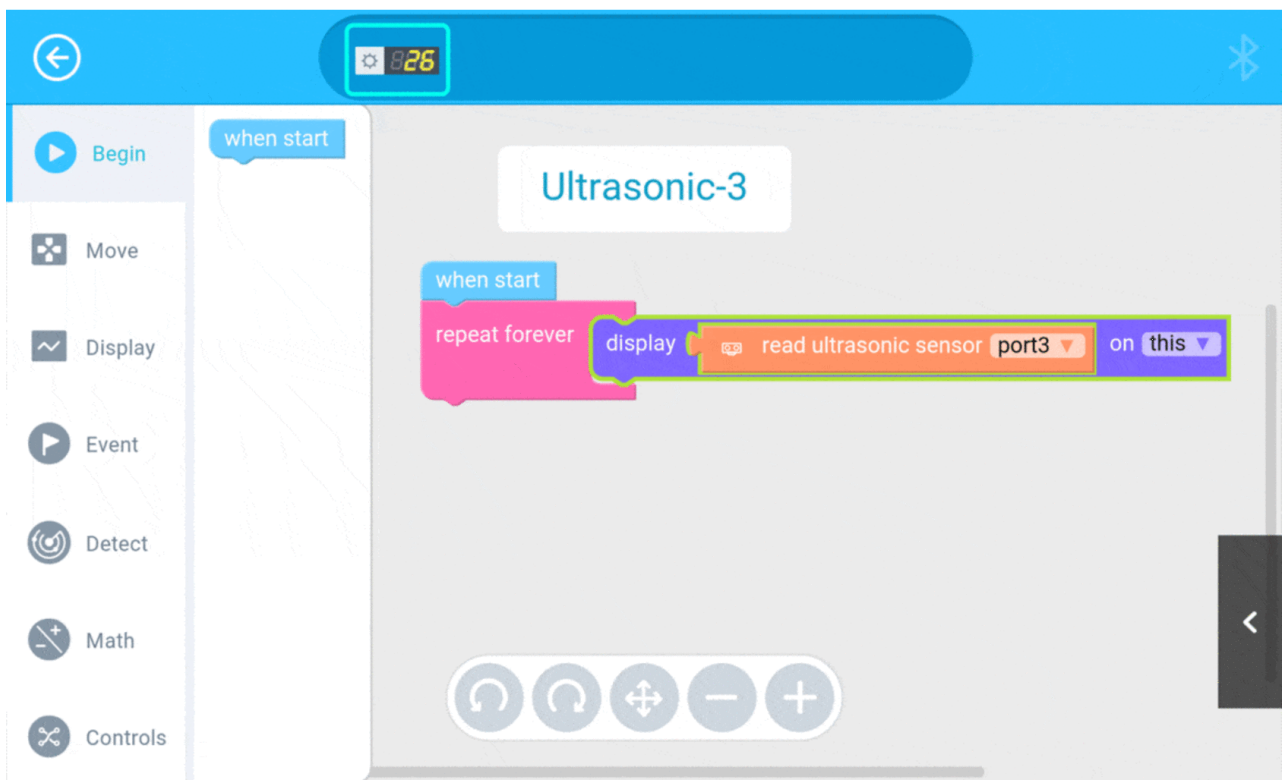 26
Begin
when start
Move
Display
Event
Detect
Math
Controls
Ultrasonic-3
when start
repeat forever display read ultrasonic sensor port3 on this